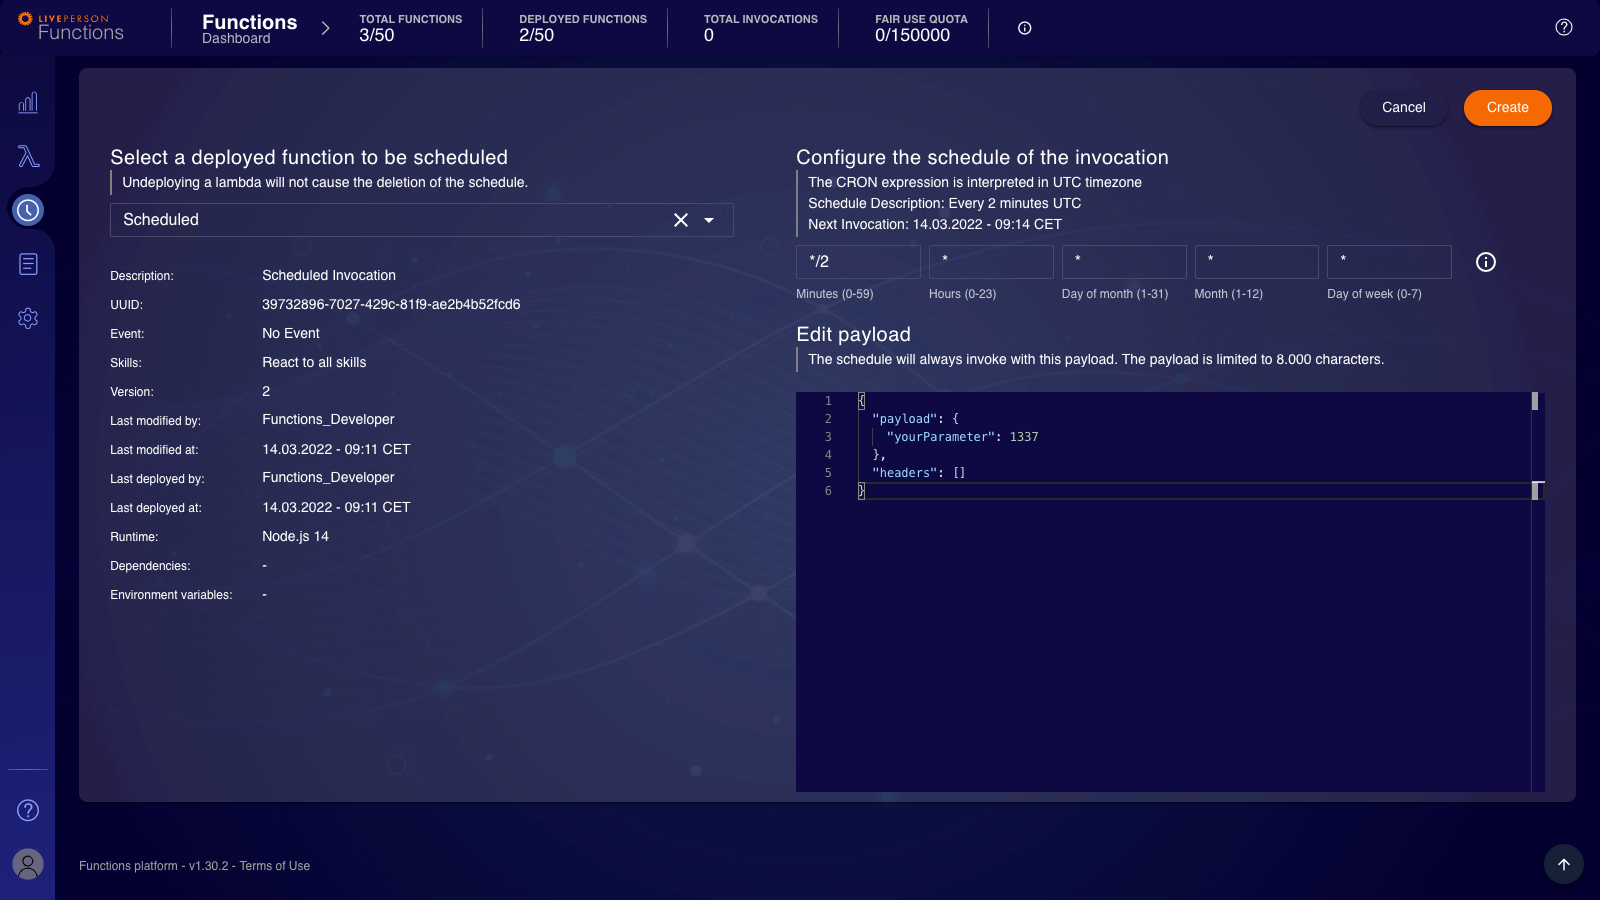 LIVEPERSON
Functions
Functions
Dashboard
TOTAL FUNCTIONS
3/50
DEPLOYED FUNCTIONS
2/50
TOTAL INVOCATIONS
0
FAIR USE QUOTA
0/150000
Cancel
Create
Select a deployed function to be scheduled
Undeploying a lambda will not cause the deletion of the schedule.
Scheduled
Description: Scheduled Invocation
UUID: 39732896-7027-429c-81f9-ae2b4b52fcd6
Event: No Event
Skills: React to all skills
Version: 2
Last modified by: Functions_Developer
Last modified at: 14.03.2022 - 09:11 CET
Last deployed by: Functions_Developer
Last deployed at: 14.03.2022 - 09:11 CET
Runtime: Node.js 14
Dependencies: -
Environment variables: -
Configure the schedule of the invocation
The CRON expression is interpreted in UTC timezone
Schedule Description: Every 2 minutes UTC
Next Invocation: 14.03.2022 - 09:14 CET
*/2 * * * *
Minutes (0-59) Hours (0-23) Day of month (1-31) Month (1-12) Day of week (0-7)
Edit payload
The schedule will always invoke with this payload. The payload is limited to 8.000 characters.
1 {
2 "payload": {
3 "yourParameter": 1337
4 },
5 "headers": []
6 }
Functions platform - v1.30.2 - Terms of Use